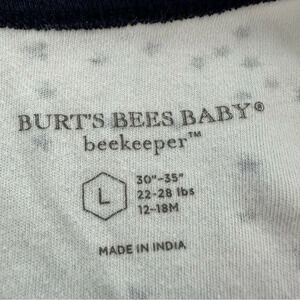 BURT'S BEES BABY®
beekeeper™
L
30"-35"
22-28 lbs
12-18M
MADE IN INDIA